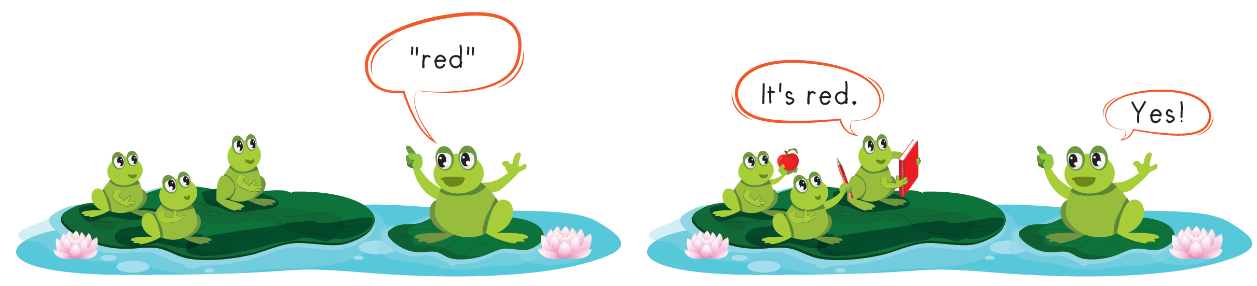 "red"
It's red.
Yes!